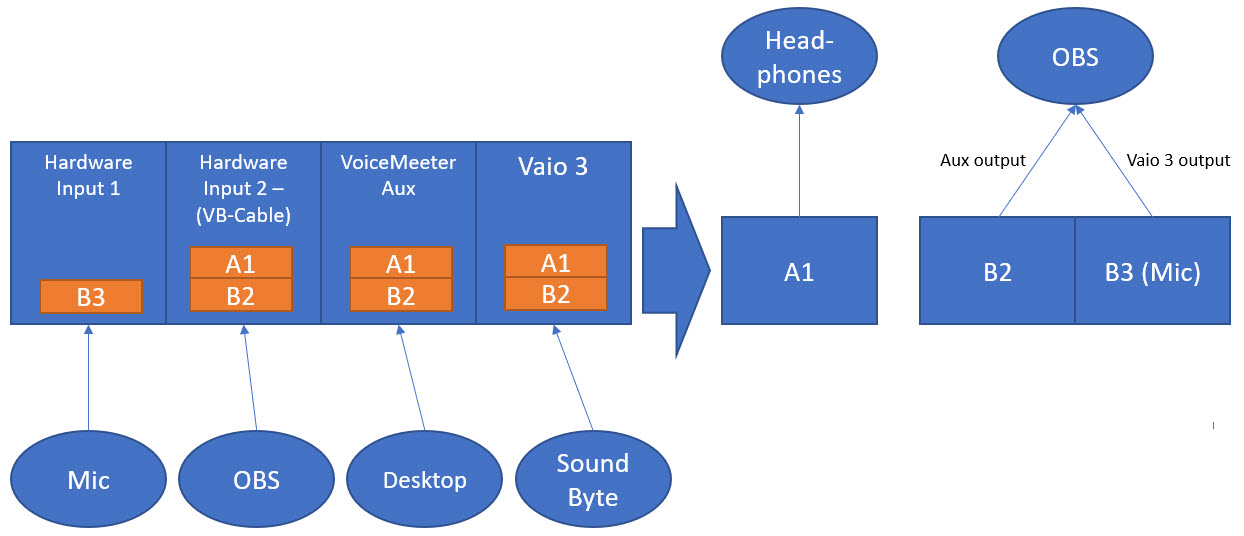 Head-
phones
OBS
Hardware
Input 1
Hardware
Input 2 –
(VB-Cable)
VoiceMeeter
Aux
Vaio 3
Aux output
Vaio 3 output
B3
A1
B2
A1
B2
A1
B2
A1
B2
B3 (Mic)
Mic
OBS
Desktop
Sound
Byte